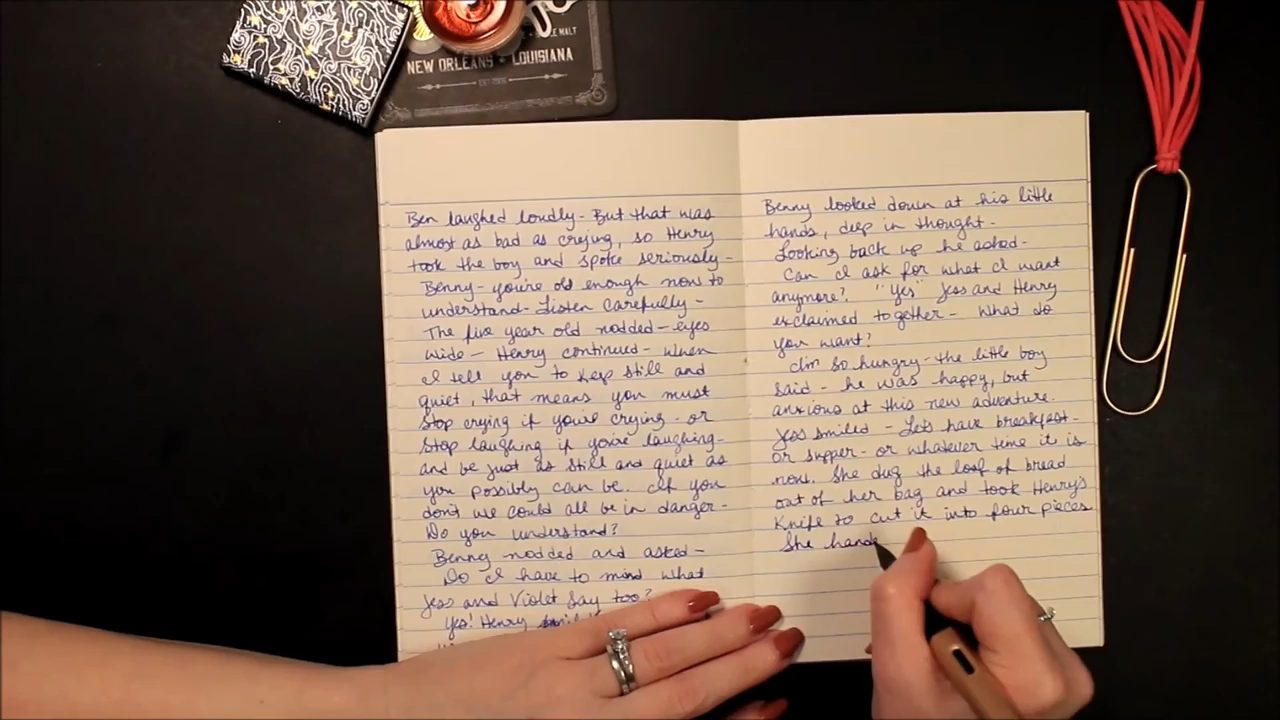 LE MALT
NEW ORLEANS LOUISIANA
Ben laughed loudly - But that was
almost as bad as crying, so Henry
took the boy and spoke seriously -
Benny - you're old enough now to
understand - Listen carefully -
The five year old nodded - eyes
wide - Henry continued - When
I tell you to keep still and
quiet, that means you must
stop crying if you're crying - or
stop laughing if you're laughing -
and be just as still and quiet as
you possibly can be. If you
don't we could all be in danger -
Do you understand?
Benny nodded and asked -
Do I have to mind what
Jess and Violet say too?
Yes! Henry
Benny looked down at his little
hands, deep in thought -
Looking back up he asked -
Can I ask for what I want
anymore? "Yes" Jess and Henry
exclaimed together - What do
you want?
I'm so hungry - the little boy
said - he was happy, but
anxious at this new adventure.
Jess smiled - Lets have breakfast -
or supper - or whatever time it is
now. She dug the loaf of bread
out of her bag and took Henry's
Knife to cut it into four pieces
She hande